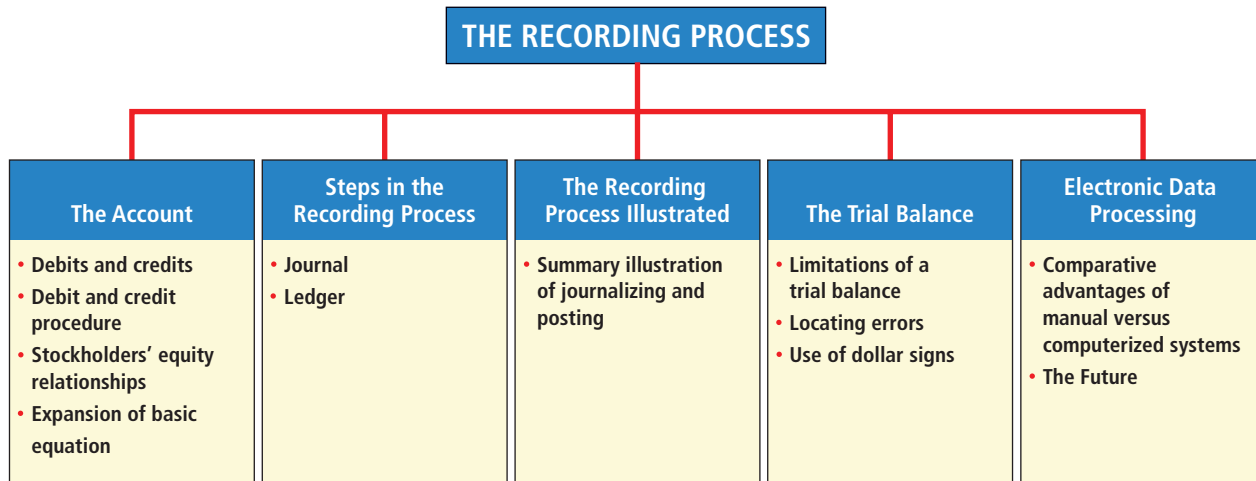 THE RECORDING PROCESS
The Account
• Debits and credits
• Debit and credit
procedure
• Stockholders’ equity
relationships
• Expansion of basic
equation
Steps in the
Recording Process
• Journal
• Ledger
The Recording
Process Illustrated
• Summary illustration
of journalizing and
posting
The Trial Balance
• Limitations of a
trial balance
• Locating errors
• Use of dollar signs
Electronic Data
Processing
• Comparative
advantages of
manual versus
computerized systems
• The Future